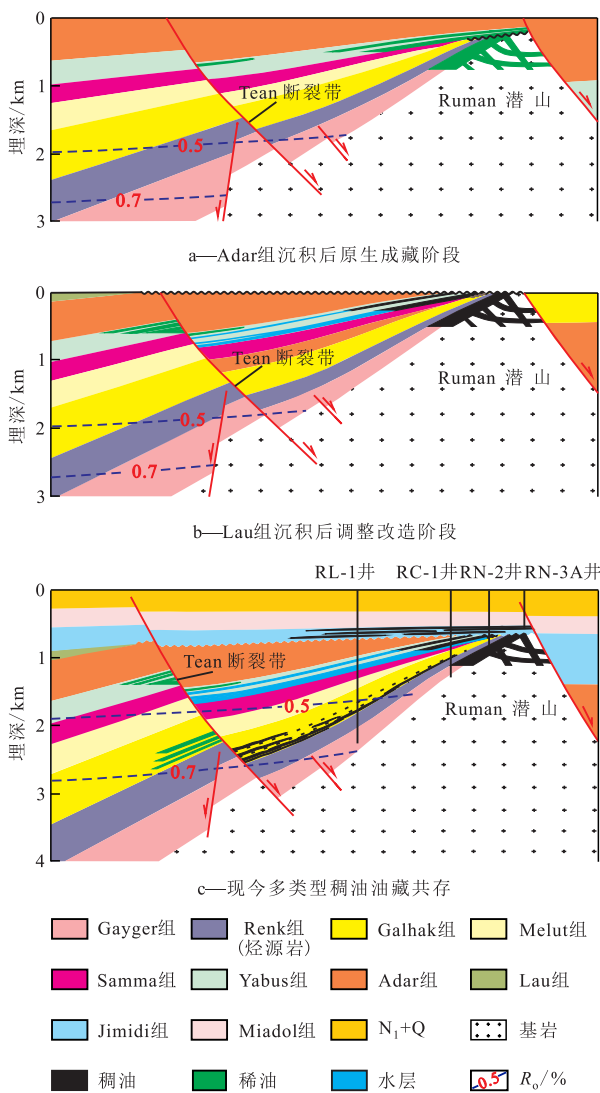 0
1
2
3
埋深/km
Tean 断裂带
Ruman 潜 山
0.5
0.7
a—Adar组沉积后原生成藏阶段
0
1
2
3
埋深/km
Tean 断裂带
Ruman 潜 山
0.5
0.7
b—Lau组沉积后调整改造阶段
RL-1井 RC-1井 RN-2井 RN-3A井
0
1
2
3
4
埋深/km
Tean 断裂带
Ruman 潜 山
0.5
0.7
c—现今多类型稠油油藏共存
Gayger组 Renk组 Galhak组 Melut组
(烃源岩)
Samma组 Yabus组 Adar组 Lau组
Jimidi组 Miadol组 N₁+Q 基岩
稠油 稀油 水层 0.5 Rₒ/%